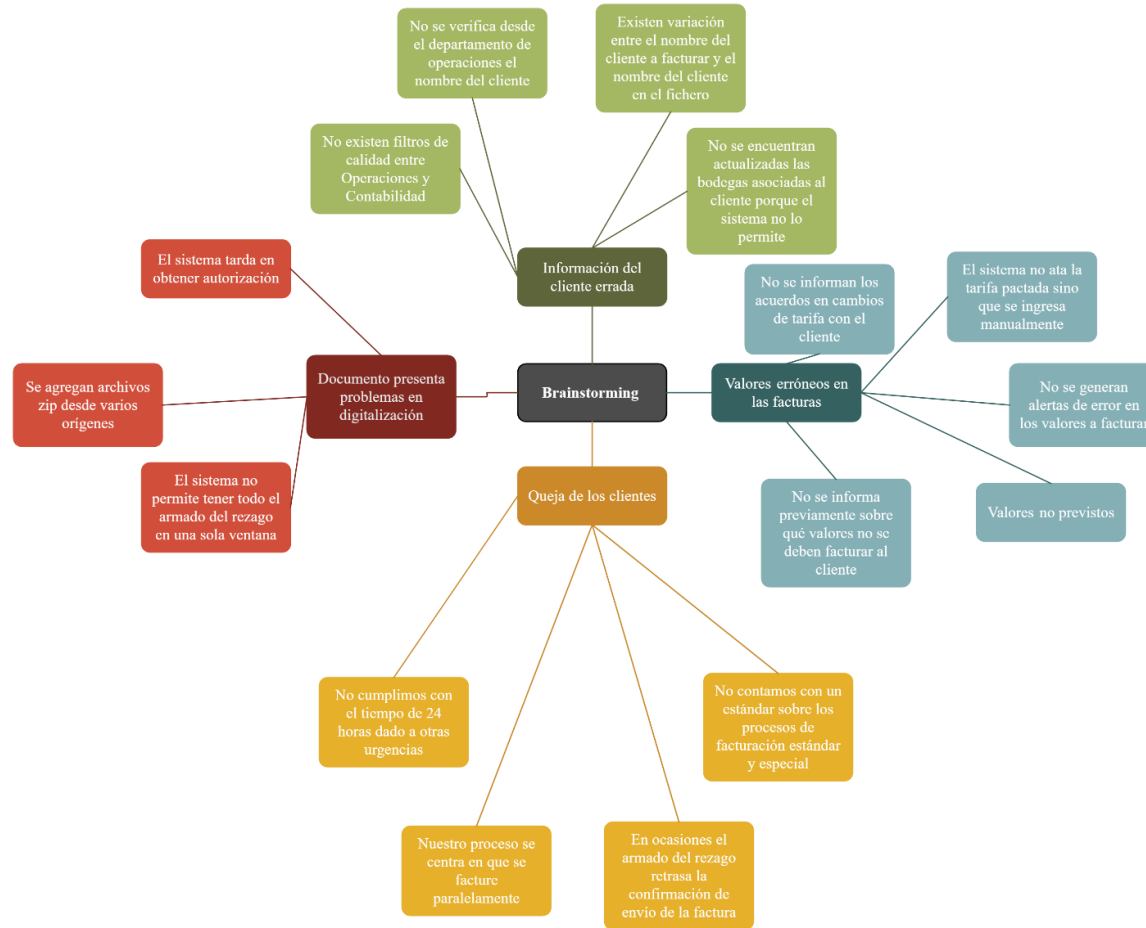 No se verifica desde
el departamento de
operaciones el nombre
del cliente
Existen variación
entre el nombre del
cliente a facturar y el
nombre del cliente
en el fichero
No existen filtros de
calidad entre
Operaciones y
Contabilidad
No se encuentran
actualizadas las
bodegas asociadas al
cliente porque el
sistema no lo
permite
El sistema tarda en
obtener autorización
Información del
cliente errada
No se informan los
acuerdos en cambios
de tarifa con el
cliente
El sistema no ata la
tarifa pactada sino
que se ingresa
manualmente
Se agregan archivos
zip desde varios
orígenes
Documento presenta
problemas en
digitalización
Brainstorming
Valores erróneos en
las facturas
No se generan
alertas de error en
los valores a facturar
El sistema no
permite tener todo el
armado del rezago
en una sola ventana
Queja de los clientes
No se informa
previamente sobre
qué valores no se
deben facturar al
cliente
Valores no previstos
No cumplimos con
el tiempo de 24
horas dado a otras
urgencias
No contamos con un
estándar sobre los
procesos de
facturación estándar
y especial
Nuestro proceso se
centra en que se
facture
paralelamente
En ocasiones el
armado del rezago
retrasa la
confirmación de
envío de la factura